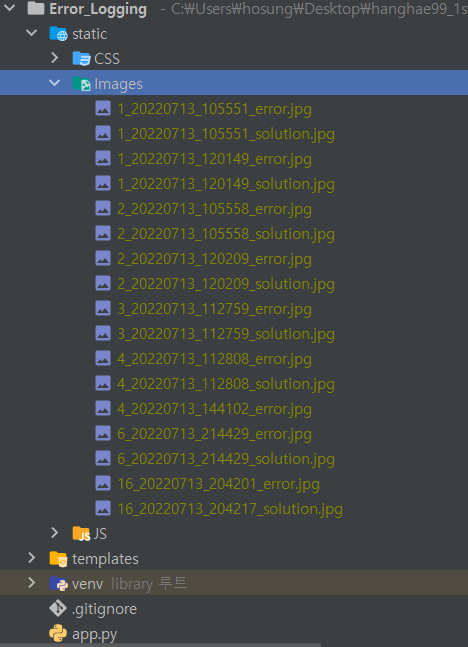 Error_Logging - C:₩Users₩hosung₩Desktop₩hanghae99_1s
static
CSS
Images
1_20220713_105551_error.jpg
1_20220713_105551_solution.jpg
1_20220713_120149_error.jpg
1_20220713_120149_solution.jpg
2_20220713_105558_error.jpg
2_20220713_105558_solution.jpg
2_20220713_120209_error.jpg
2_20220713_120209_solution.jpg
3_20220713_112759_error.jpg
3_20220713_112759_solution.jpg
4_20220713_112808_error.jpg
4_20220713_112808_solution.jpg
4_20220713_144102_error.jpg
6_20220713_214429_error.jpg
6_20220713_214429_solution.jpg
16_20220713_204201_error.jpg
16_20220713_204217_solution.jpg
JS JS
templates
venv library 루트
.gitignore
app.py